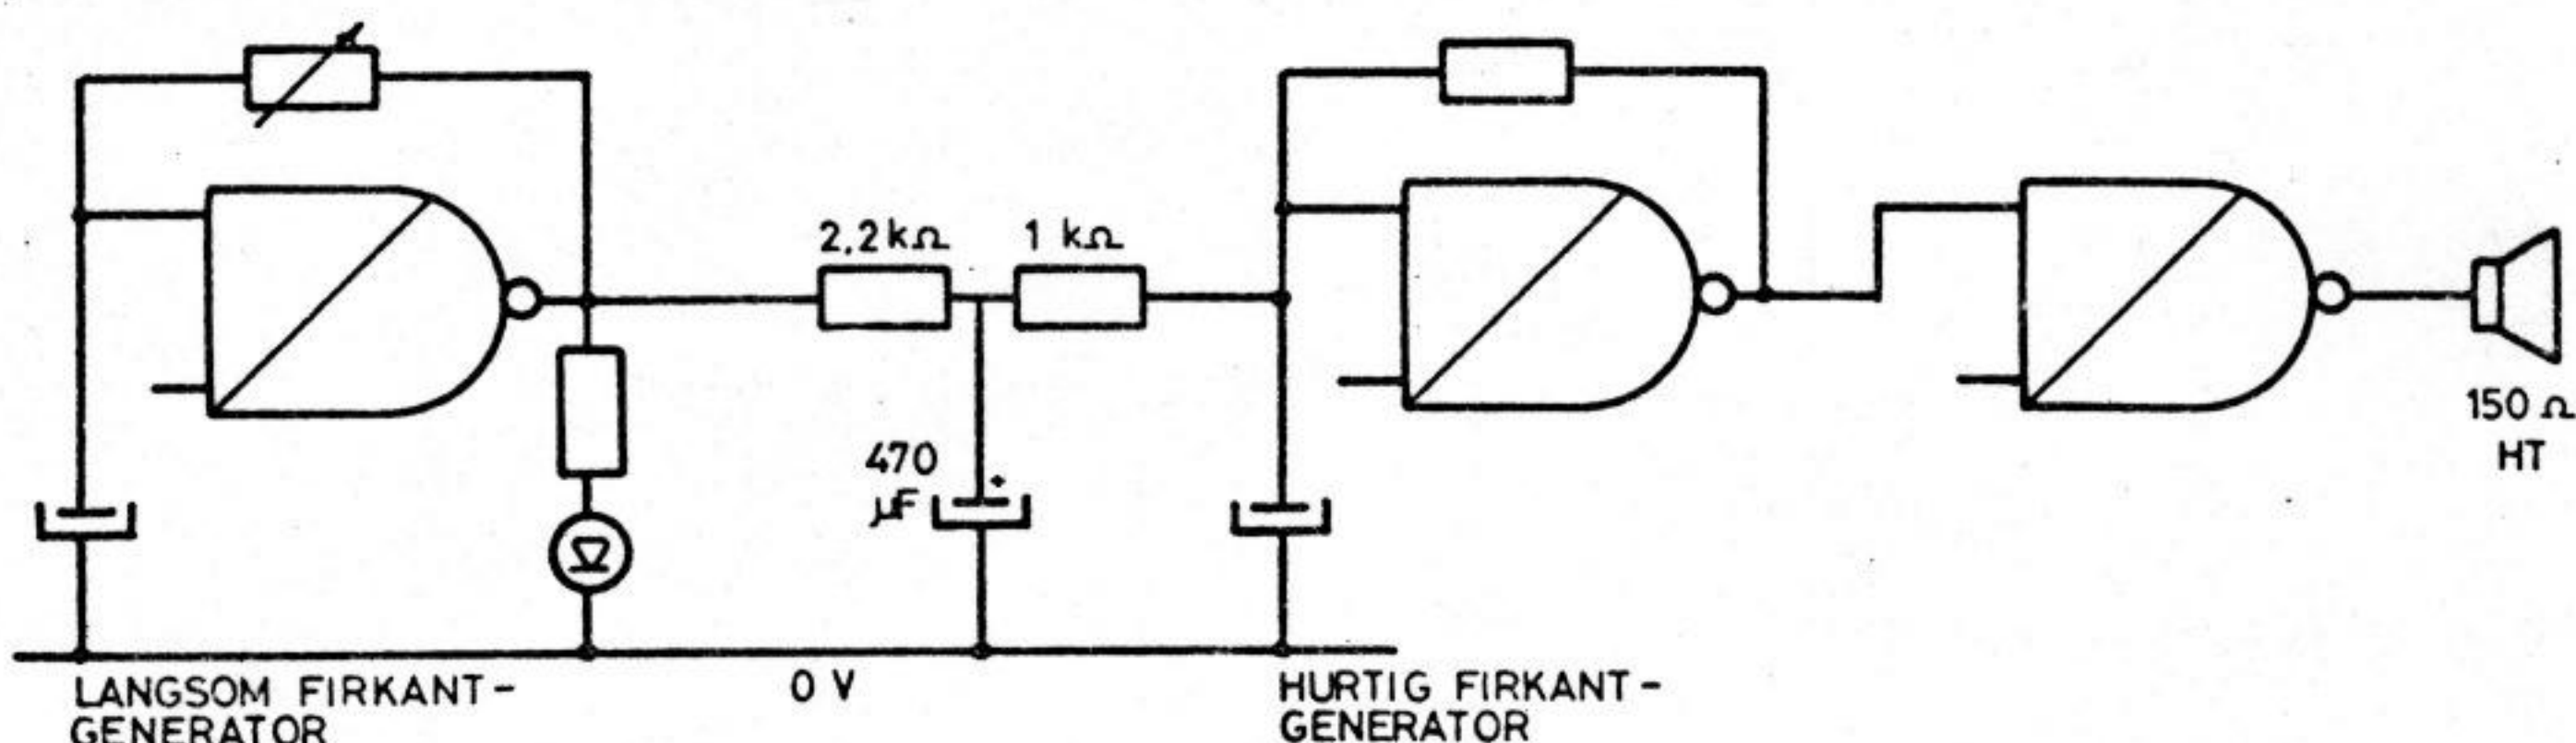 2,2 kΩ
1 kΩ
470
µF
+
150 Ω
HT
LANGSOM FIRKANT-
GENERATOR
0 V
HURTIG FIRKANT-
GENERATOR